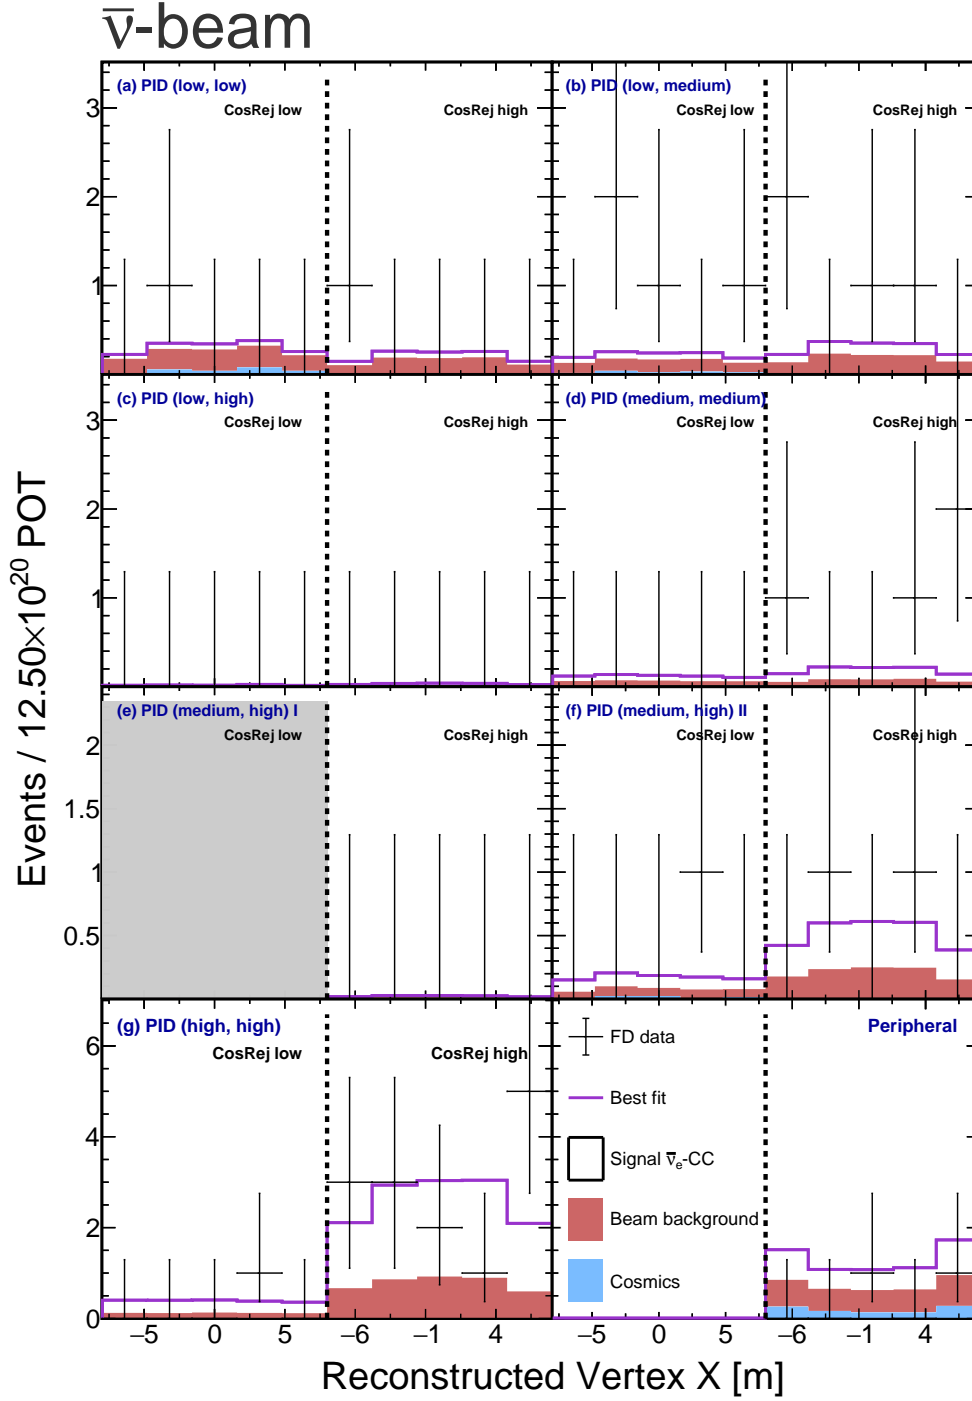 ν̅-beam
(a) PID (low, low)
CosRej low
CosRej high
(b) PID (low, medium)
CosRej low
CosRej high
3
2
1
(c) PID (low, high)
CosRej low
CosRej high
(d) PID (medium, medium)
CosRej low
CosRej high
3
2
1
(e) PID (medium, high) I
CosRej low
CosRej high
(f) PID (medium, high) II
CosRej low
CosRej high
2
1.5
1
0.5
(g) PID (high, high)
CosRej low
CosRej high
Peripheral
6
4
2
0
FD data
Best fit
Signal ν̅ₑ-CC
Beam background
Cosmics
−5 0 5 −6 −1 4 −5 0 5 −6 −1 4
Reconstructed Vertex X [m]
Events / 12.50×10²⁰ POT